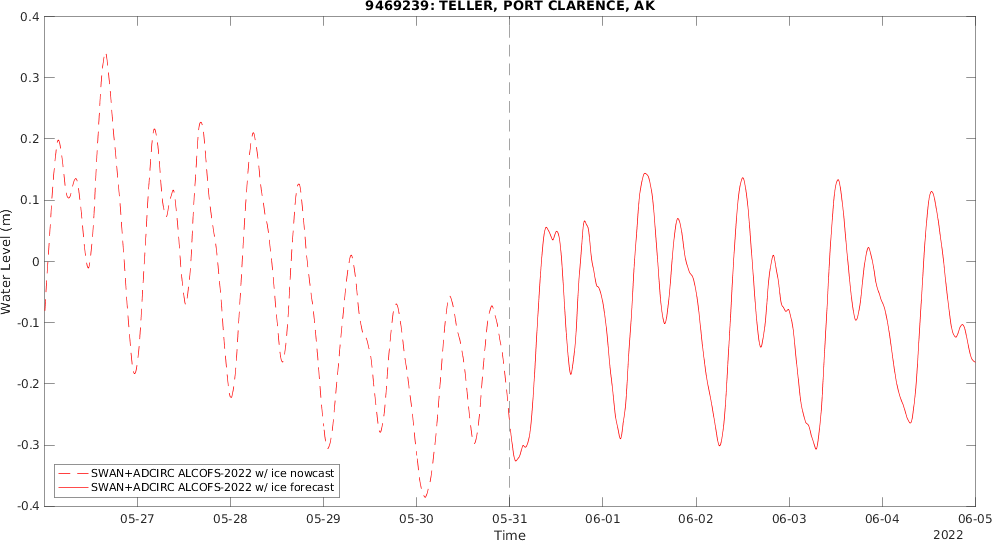 9469239: TELLER, PORT CLARENCE, AK
0.4
0.3
0.2
0.1
0
-0.1
-0.2
-0.3
-0.4
Water Level (m)
SWAN+ADCIRC ALCOFS-2022 w/ ice nowcast
SWAN+ADCIRC ALCOFS-2022 w/ ice forecast
05-27 05-28 05-29 05-30 05-31 06-01 06-02 06-03 06-04 06-05
Time
2022